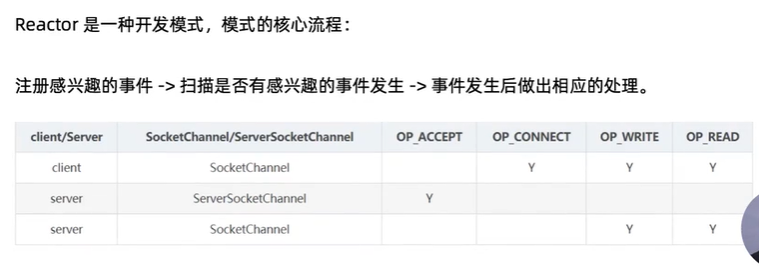 Reactor 是一种开发模式，模式的核心流程：
注册感兴趣的事件 -> 扫描是否有感兴趣的事件发生 -> 事件发生后做出相应的处理。
client/Server SocketChannel/ServerSocketChannel OP_ACCEPT OP_CONNECT OP_WRITE OP_READ
client SocketChannel Y Y Y
server ServerSocketChannel Y
server SocketChannel Y Y